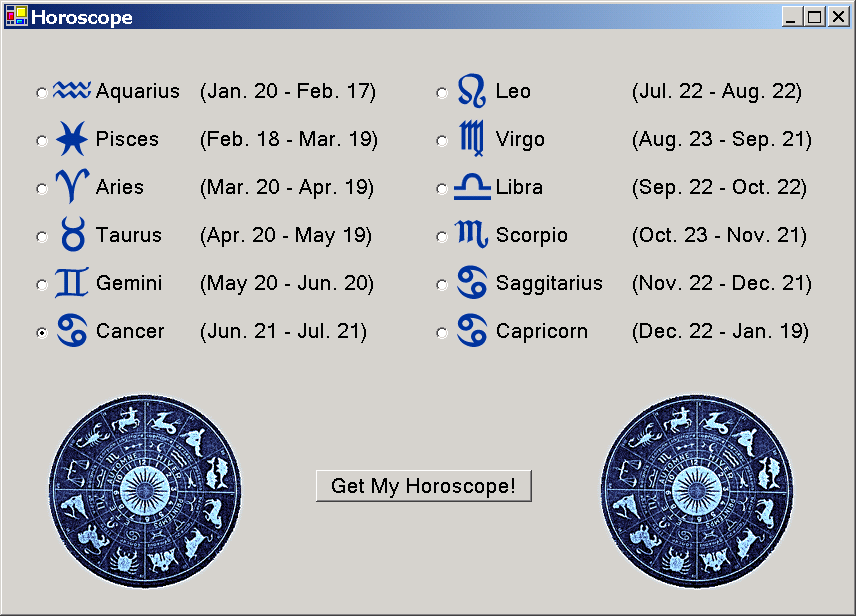 Horoscope
Aquarius (Jan. 20 - Feb. 17)
Pisces (Feb. 18 - Mar. 19)
Aries (Mar. 20 - Apr. 19)
Taurus (Apr. 20 - May 19)
Gemini (May 20 - Jun. 20)
Cancer (Jun. 21 - Jul. 21)
Leo (Jul. 22 - Aug. 22)
Virgo (Aug. 23 - Sep. 21)
Libra (Sep. 22 - Oct. 22)
Scorpio (Oct. 23 - Nov. 21)
Saggitarius (Nov. 22 - Dec. 21)
Capricorn (Dec. 22 - Jan. 19)
Get My Horoscope!